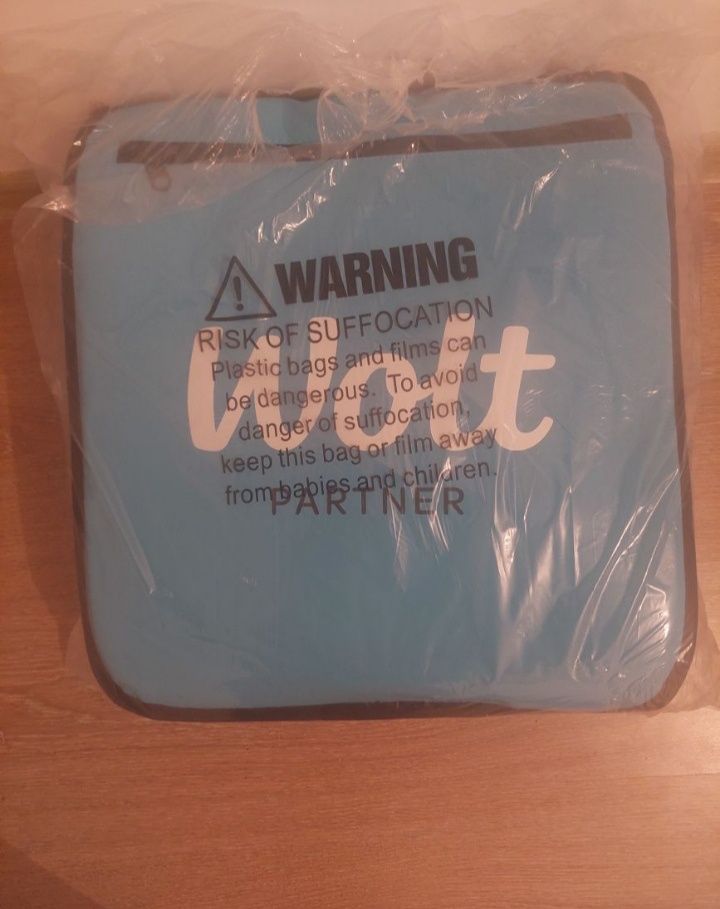 WARNING
RISK OF SUFFOCATION
Plastic bags and films can
be dangerous. To avoid
danger of suffocation,
keep this bag or film away
from babies and children.
Wolt
PARTNER